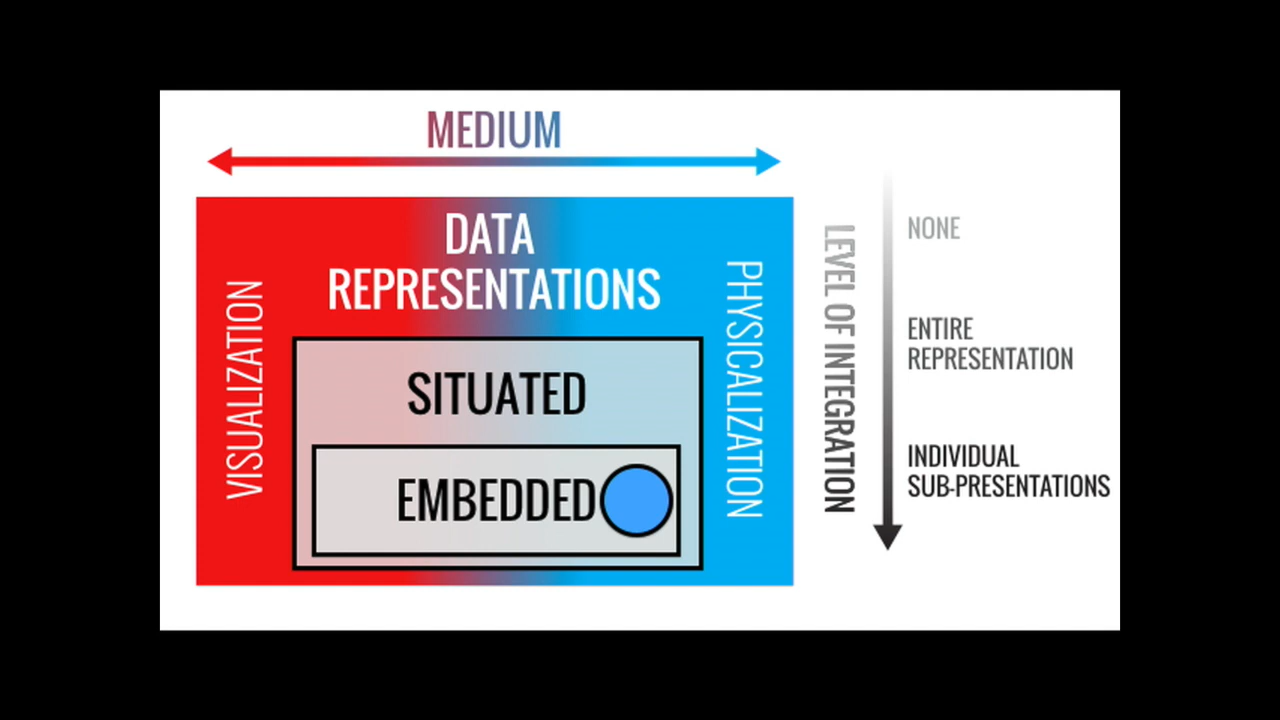 MEDIUM
DATA
REPRESENTATIONS
VISUALIZATION
SITUATED
EMBEDDED
PHYSICALIZATION
LEVEL OF INTEGRATION
NONE
ENTIRE
REPRESENTATION
INDIVIDUAL
SUB-PRESENTATIONS